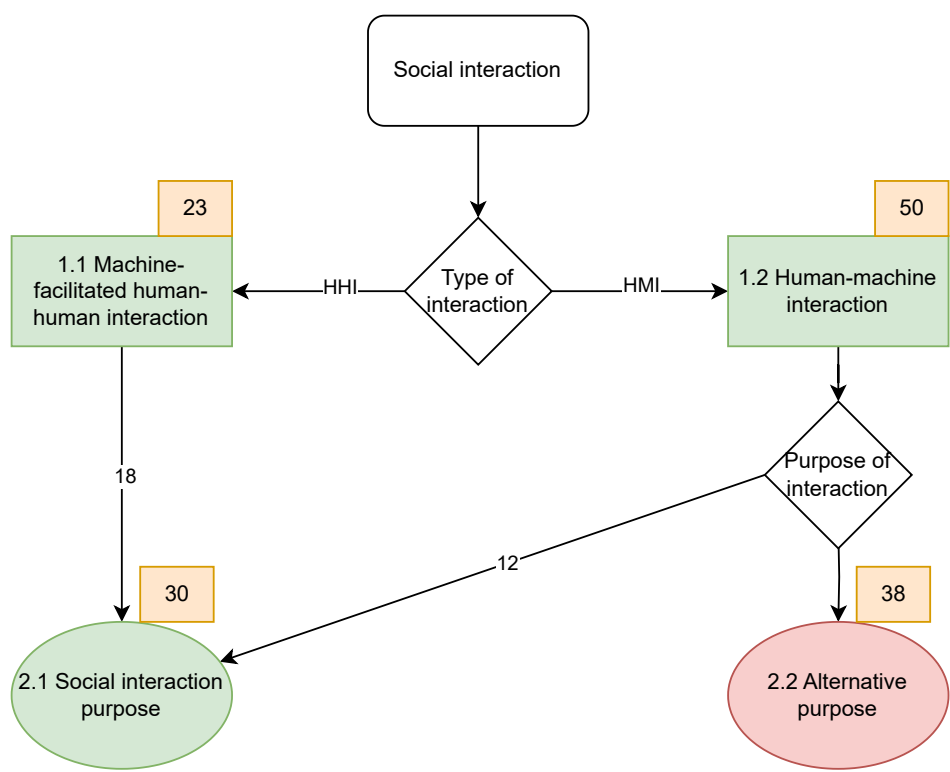 Social interaction
23
50
1.1 Machine-
facilitated human-
human interaction
HHI
Type of
interaction
HMI
1.2 Human-machine
interaction
18
Purpose of
interaction
12
30
38
2.1 Social interaction
purpose
2.2 Alternative
purpose